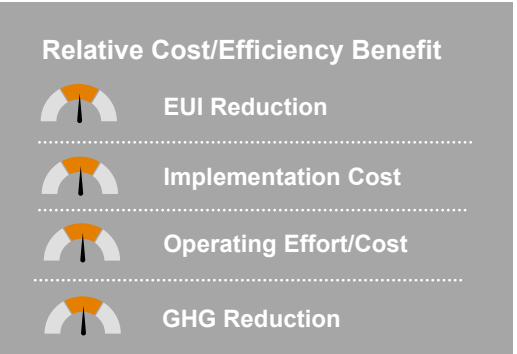 Relative Cost/Efficiency Benefit
EUI Reduction
Implementation Cost
Operating Effort/Cost
GHG Reduction